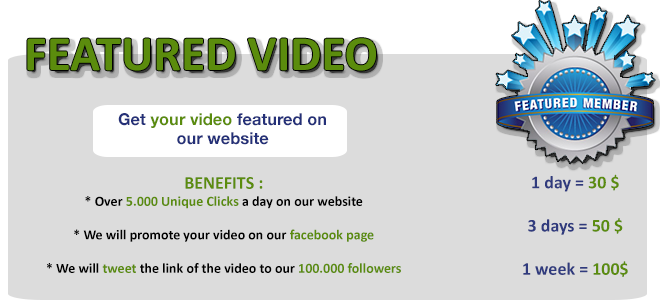 FEATURED VIDEO
FEATURED MEMBER
Get your video featured on
our website
BENEFITS :
* Over 5.000 Unique Clicks a day on our website
* We will promote your video on our facebook page
* We will tweet the link of the video to our 100.000 followers
1 day = 30 $
3 days = 50 $
1 week = 100$